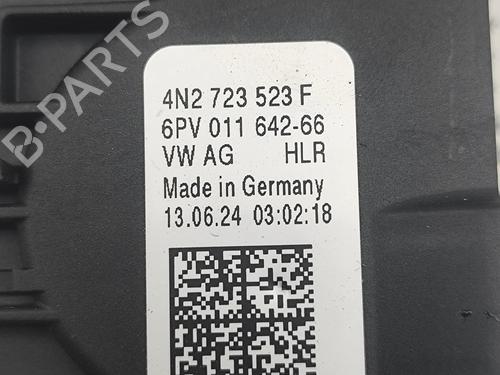 B-PARTS
4N2 723 523 F
6PV 011 642-66
VW AG HLR
Made in Germany
13.06.24 03:02:18